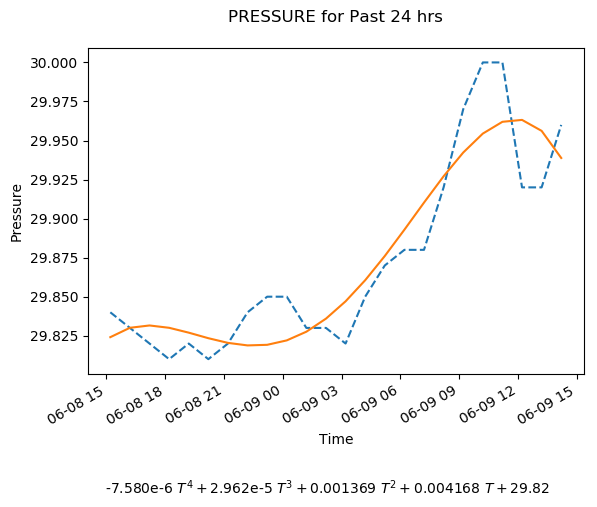 PRESSURE for Past 24 hrs
30.000
29.975
29.950
29.925
29.900
29.875
29.850
29.825
Pressure
06-08 15 06-08 18 06-08 21 06-09 00 06-09 03 06-09 06 06-09 09 06-09 12 06-09 15
Time
-7.580e-6 T⁴ + 2.962e-5 T³ + 0.001369 T² + 0.004168 T + 29.82